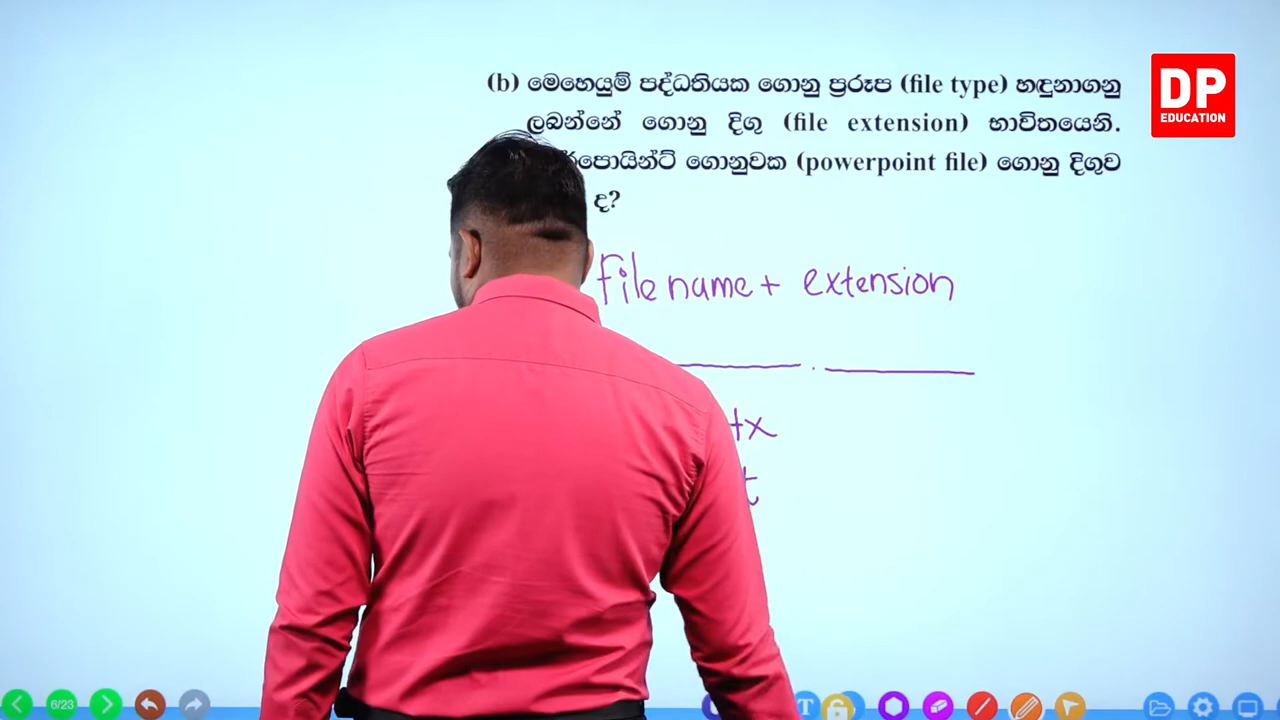 (b) මෙහෙයුම් පද්ධතියක ගොනු ප්‍රරූප (file type) හඳුනාගනු
ලබන්නේ ගොනු දිගු (file extension) භාවිතයෙනි.
ගොනුවක (powerpoint file) ගොනු දිගුව
ද?
DP
EDUCATION
File name + extension
.
tx
t
6/23
T